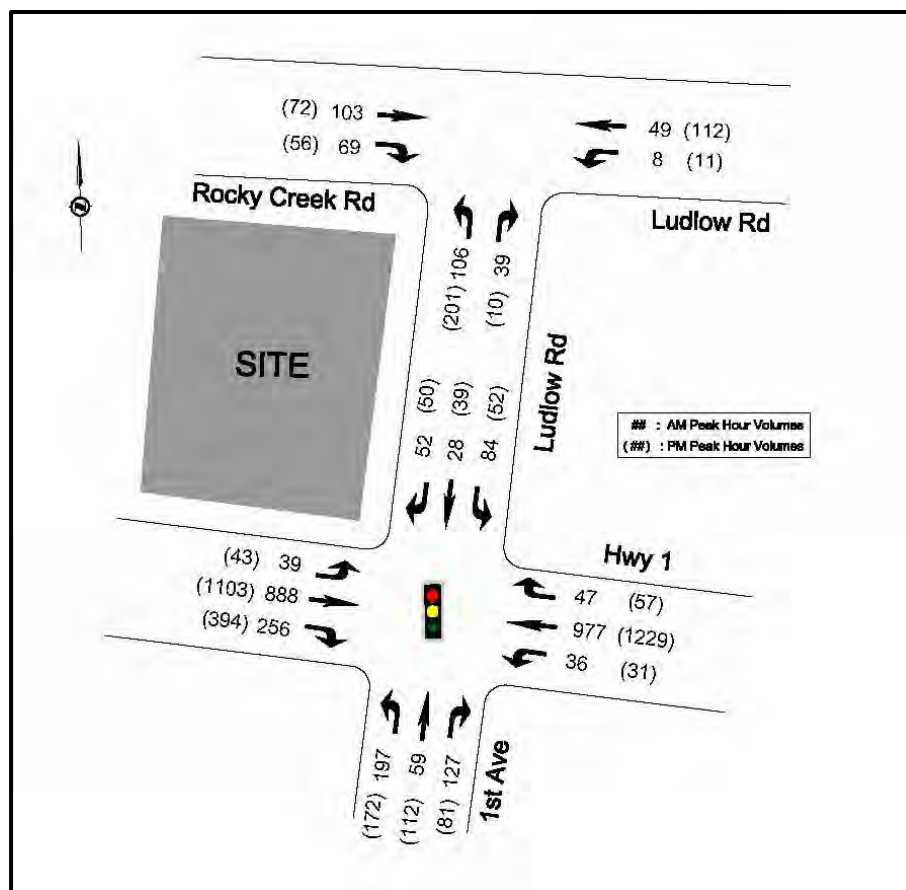 (72) 103
49 (112)
(56) 69
8 (11)
Rocky Creek Rd
Ludlow Rd
(201) 106
(10) 39
SITE
Ludlow Rd
52 (50)
28 (39)
84 (52)
## : AM Peak Hour Volumes
(##) : PM Peak Hour Volumes
Hwy 1
(43) 39
(1103) 888
(394) 256
47 (57)
977 (1229)
36 (31)
(172) 197
(112) 59
(81) 127
1st Ave